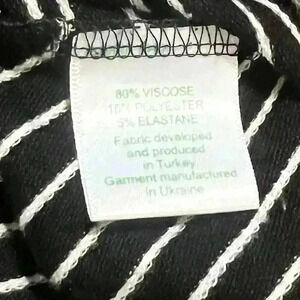 80% VISCOSE
15% POLYESTER
5% ELASTANE
Fabric developed
and produced
in Turkey
Garment manufactured
in Ukraine